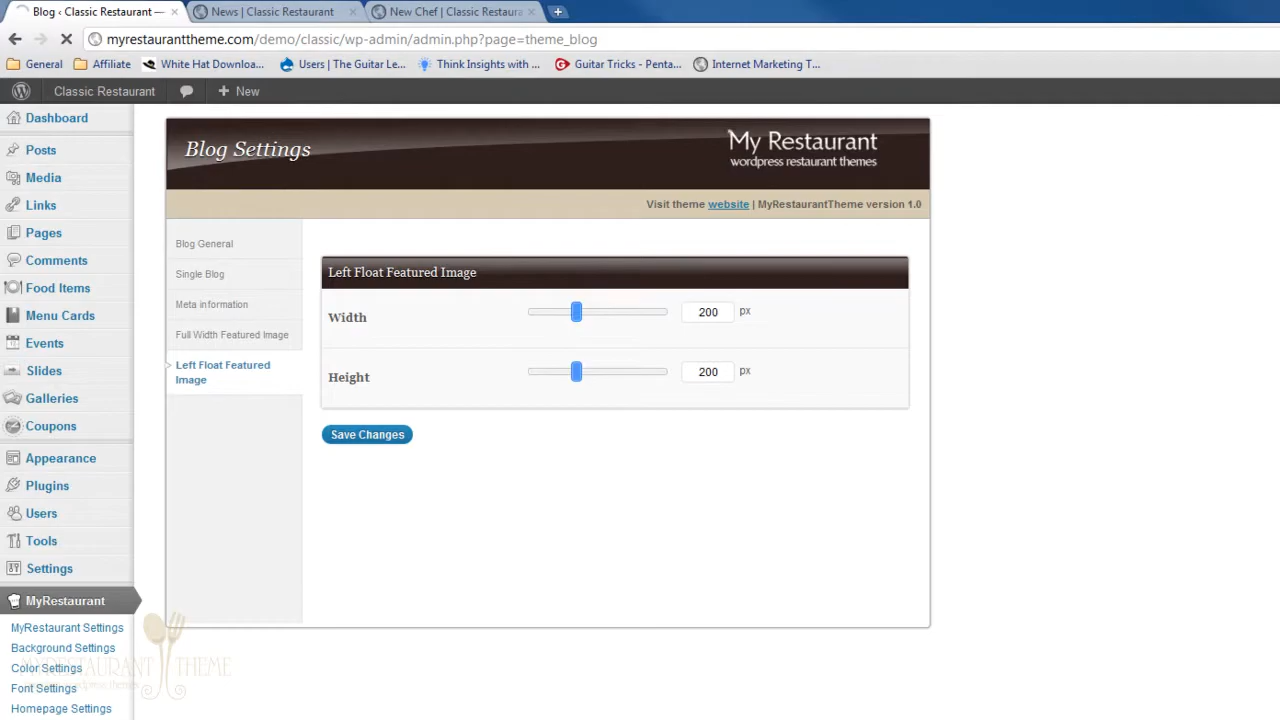 Blog ‹ Classic Restaurant —
News | Classic Restaurant
New Chef | Classic Restaura
myrestauranttheme.com/demo/classic/wp-admin/admin.php?page=theme_blog
General
Affiliate
White Hat Downloa...
Users | The Guitar Le...
Think Insights with ...
Guitar Tricks - Penta...
Internet Marketing T...
Classic Restaurant
New
Dashboard
Posts
Media
Links
Pages
Comments
Food Items
Menu Cards
Events
Slides
Galleries
Coupons
Appearance
Plugins
Users
Tools
Settings
MyRestaurant
MyRestaurant Settings
Background Settings
Color Settings
Font Settings
Homepage Settings
Blog Settings
My Restaurant
wordpress restaurant themes
Visit theme website | MyRestaurantTheme version 1.0
Blog General
Single Blog
Meta information
Full Width Featured Image
Left Float Featured
Image
Left Float Featured Image
Width
200 px
Height
200 px
Save Changes
MYRESTAURANT THEME